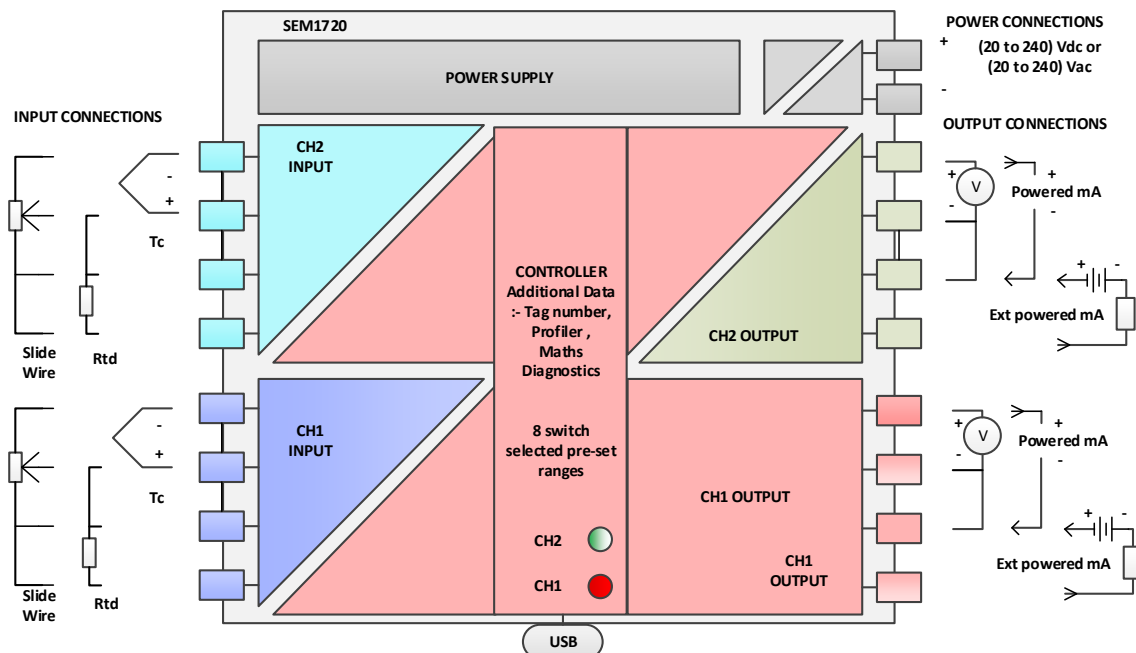 SEM1720
POWER SUPPLY
POWER CONNECTIONS
+
(20 to 240) Vdc or
(20 to 240) Vac
-
INPUT CONNECTIONS
OUTPUT CONNECTIONS
-
+
Tc
Slide
Wire
Rtd
CH2
INPUT
CONTROLLER
Additional Data
:- Tag number,
Profiler ,
Maths
Diagnostics
8 switch
selected pre-set
ranges
CH2 OUTPUT
+
V
-
+
Powered mA
-
+ -
Ext powered mA
-
+
Tc
Slide
Wire
Rtd
CH1
INPUT
CH2
CH1
CH1 OUTPUT
CH1
OUTPUT
+
V
-
+
Powered mA
-
+ -
Ext powered mA
USB